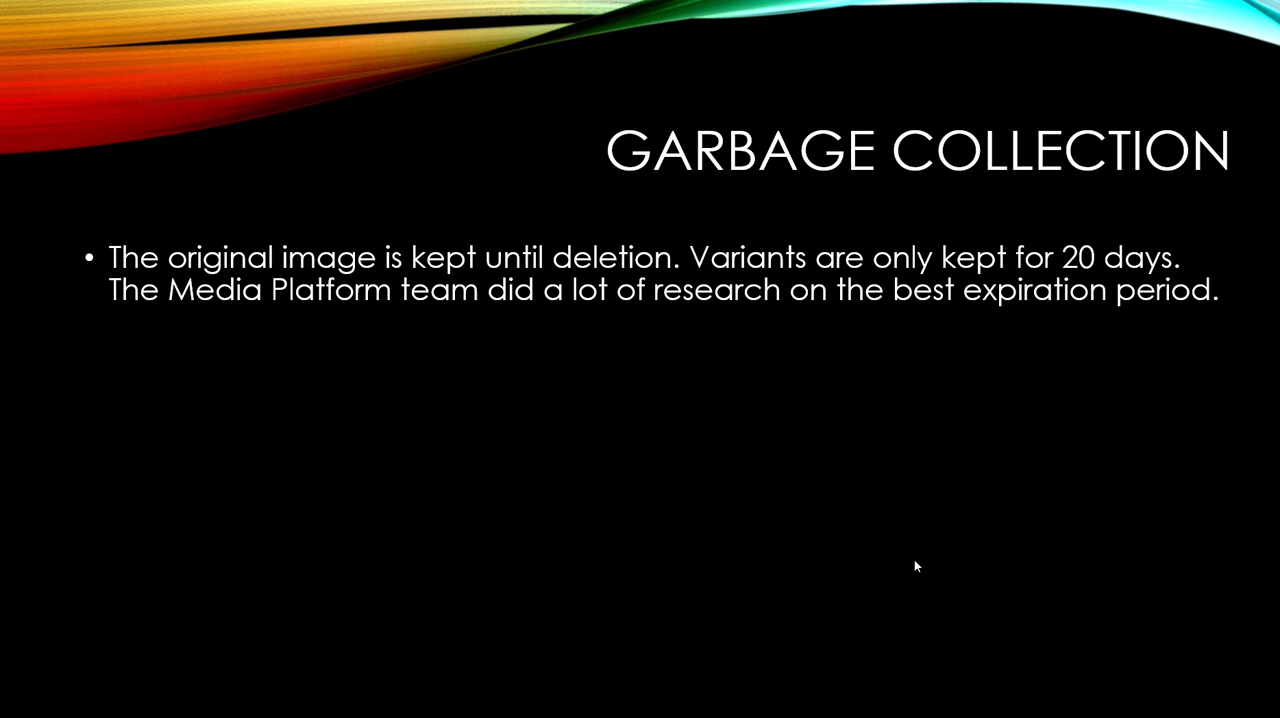 GARBAGE COLLECTION
• The original image is kept until deletion. Variants are only kept for 20 days.
The Media Platform team did a lot of research on the best expiration period.